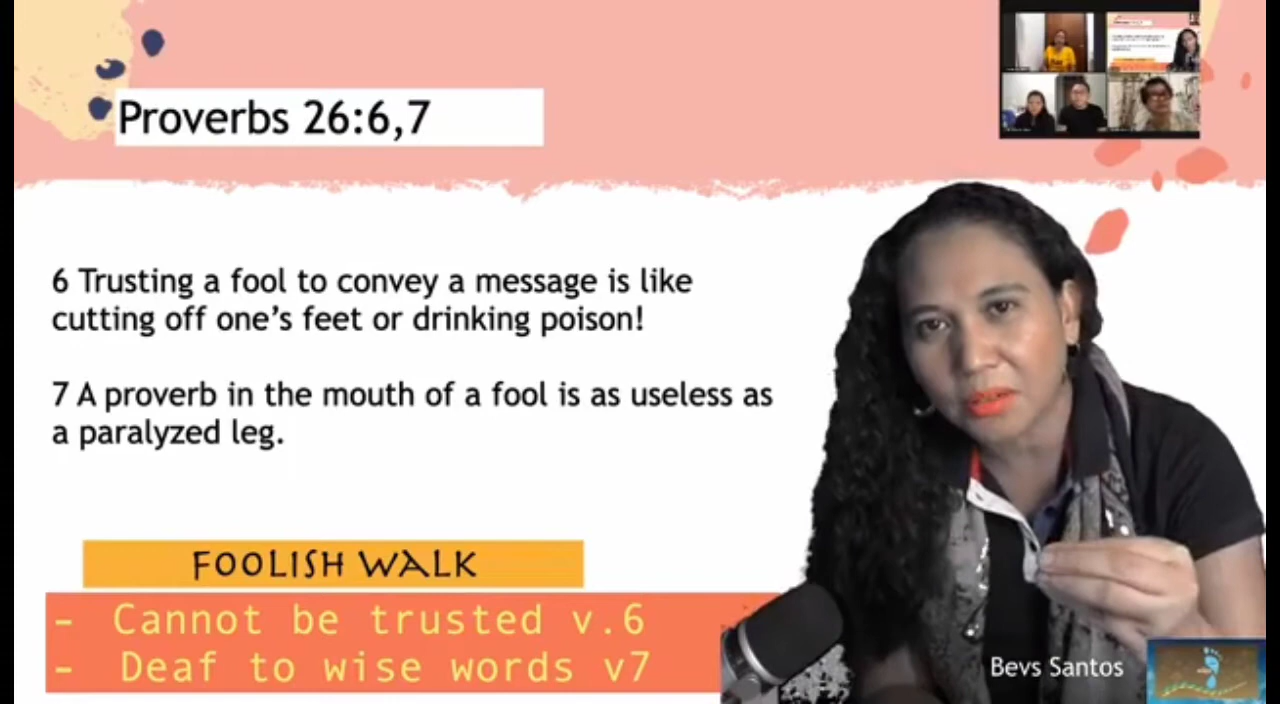 Proverbs 26:6,7
6 Trusting a fool to convey a message is like
cutting off one's feet or drinking poison!
7 A proverb in the mouth of a fool is as useless as
a paralyzed leg.
FOOLISH WALK
- Cannot be trusted v.6
- Deaf to wise words v7
Bevs Santos